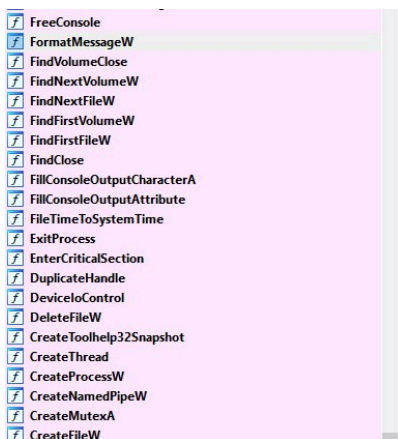 FreeConsole
FormatMessageW
FindVolumeClose
FindNextVolumeW
FindNextFileW
FindFirstVolumeW
FindFirstFileW
FindClose
FillConsoleOutputCharacterA
FillConsoleOutputAttribute
FileTimeToSystemTime
ExitProcess
EnterCriticalSection
DuplicateHandle
DeviceIoControl
DeleteFileW
CreateToolhelp32Snapshot
CreateThread
CreateProcessW
CreateNamedPipeW
CreateMutexA
CreateFileW